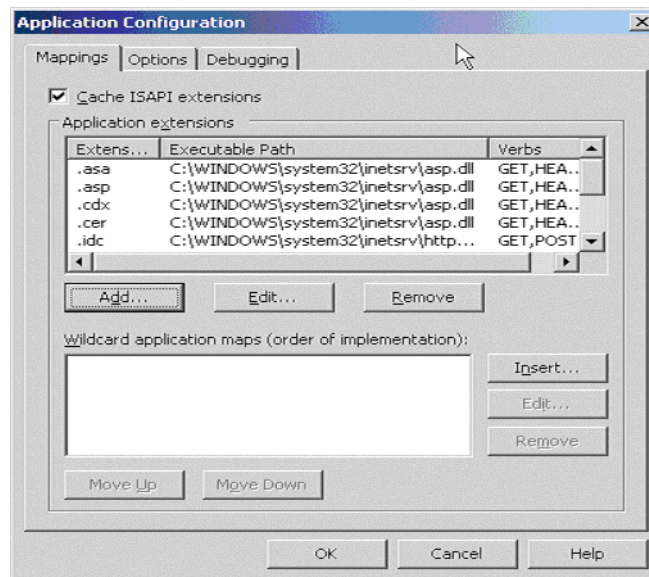 Application Configuration
Mappings Options Debugging
Cache ISAPI extensions
Application extensions
Extens... Executable Path Verbs
.asa C:\WINDOWS\system32\inetsrv\asp.dll GET,HEA..
.asp C:\WINDOWS\system32\inetsrv\asp.dll GET,HEA..
.cdx C:\WINDOWS\system32\inetsrv\asp.dll GET,HEA..
.cer C:\WINDOWS\system32\inetsrv\asp.dll GET,HEA..
.idc C:\WINDOWS\system32\inetsrv\http... GET,POST
Add... Edit... Remove
Wildcard application maps (order of implementation):
Insert...
Edit...
Remove
Move Up Move Down
OK Cancel Help